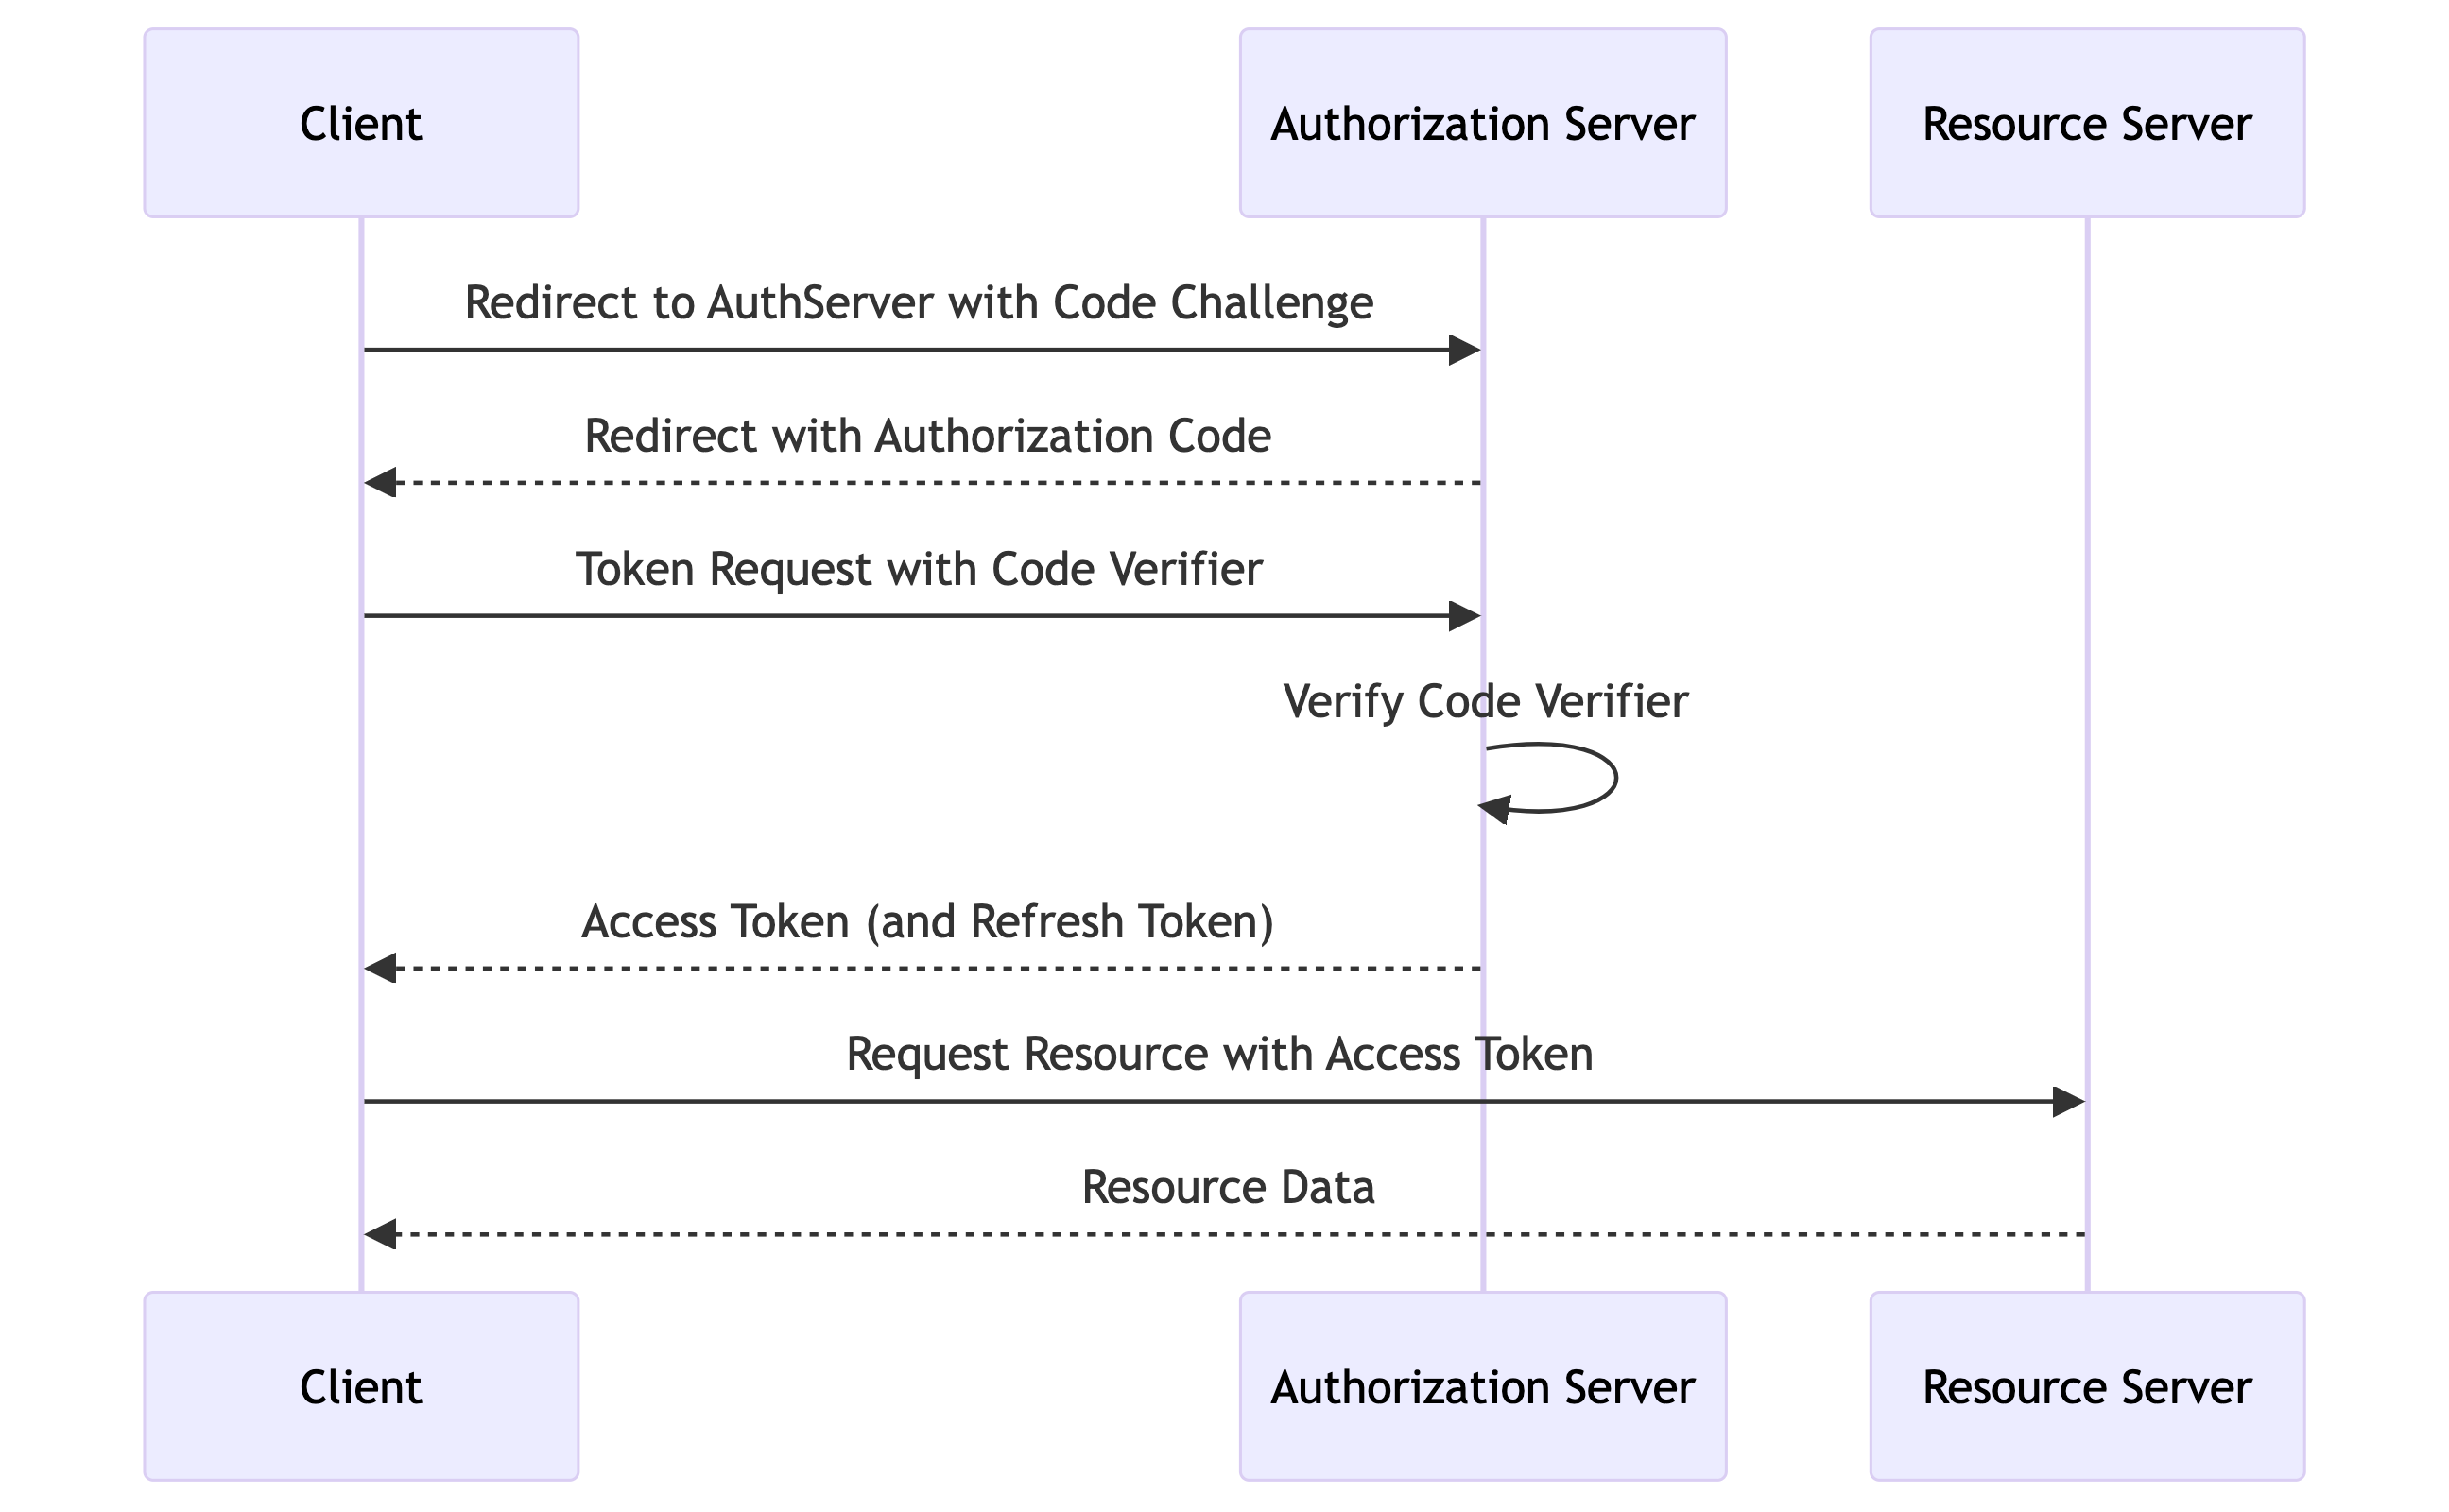 Client
Authorization Server
Resource Server
Redirect to AuthServer with Code Challenge
Redirect with Authorization Code
Token Request with Code Verifier
Verify Code Verifier
Access Token (and Refresh Token)
Request Resource with Access Token
Resource Data
Client
Authorization Server
Resource Server